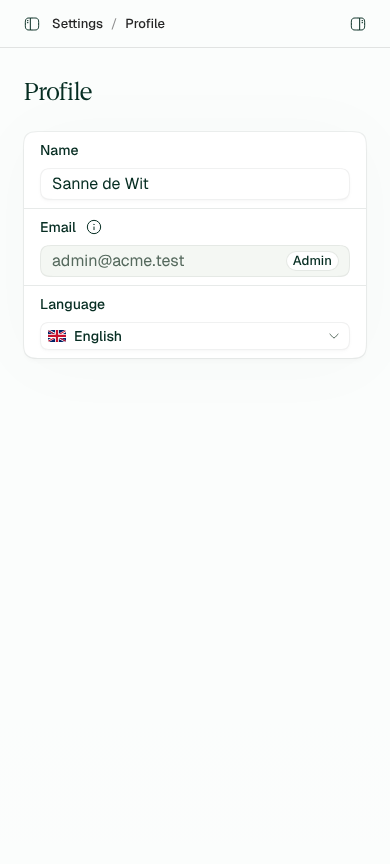 Settings / Profile
Profile
Name
Sanne de Wit
Email
admin@acme.test Admin
Language
English